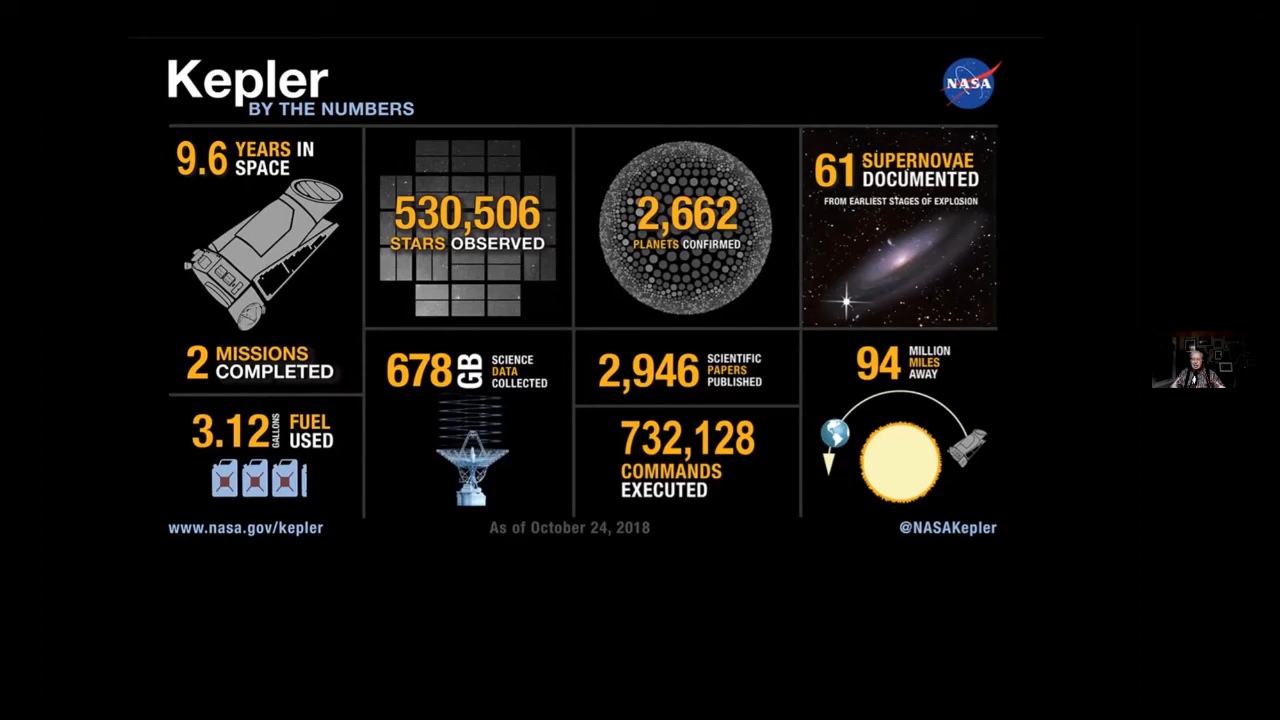 Kepler
BY THE NUMBERS
NASA
9.6 YEARS IN
SPACE
530,506
STARS OBSERVED
2,662
PLANETS CONFIRMED
61 SUPERNOVAE
DOCUMENTED
FROM EARLIEST STAGES OF EXPLOSION
2 MISSIONS
COMPLETED
678 GB SCIENCE
DATA
COLLECTED
2,946 SCIENTIFIC
PAPERS
PUBLISHED
94 MILLION
MILES
AWAY
3.12 GALLONS FUEL
USED
732,128
COMMANDS
EXECUTED
www.nasa.gov/kepler
As of October 24, 2018
@NASAKepler